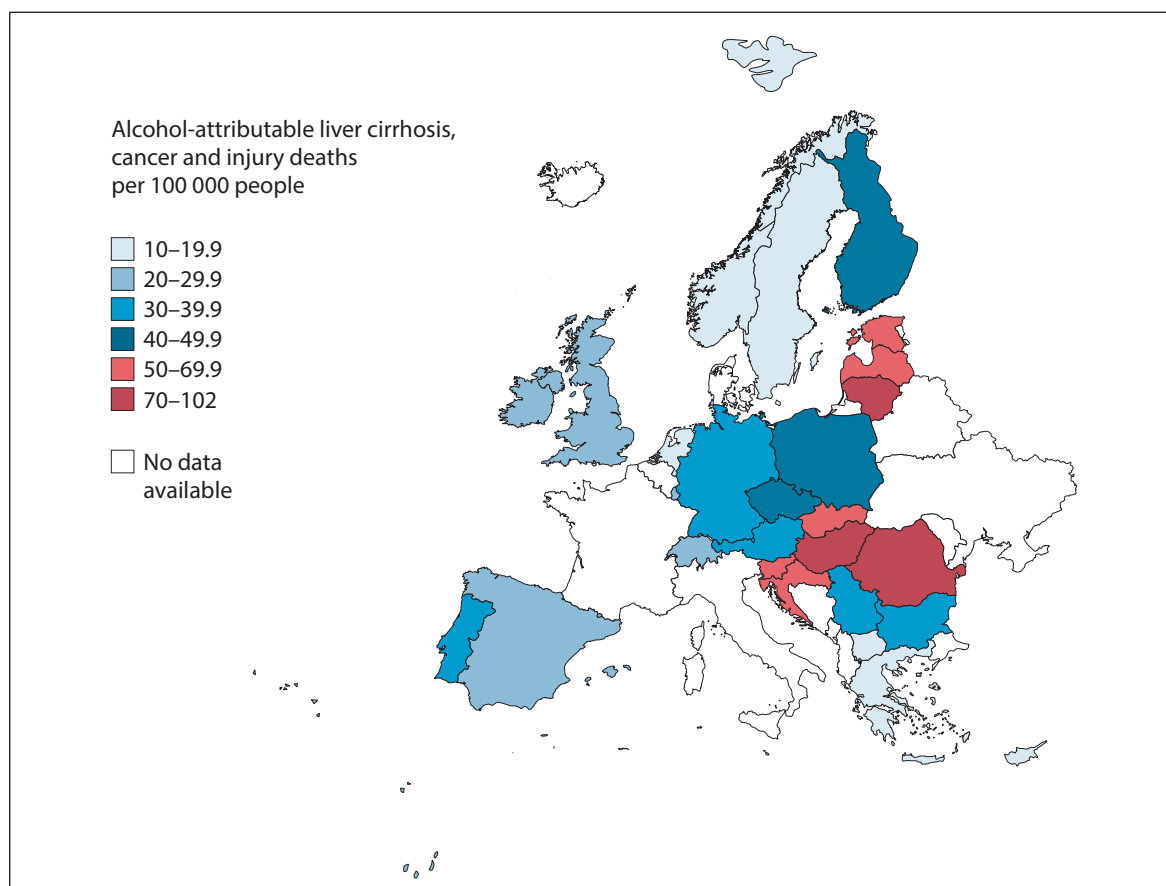 Alcohol-attributable liver cirrhosis,
cancer and injury deaths
per 100 000 people
10–19.9
20–29.9
30–39.9
40–49.9
50–69.9
70–102
No data
available